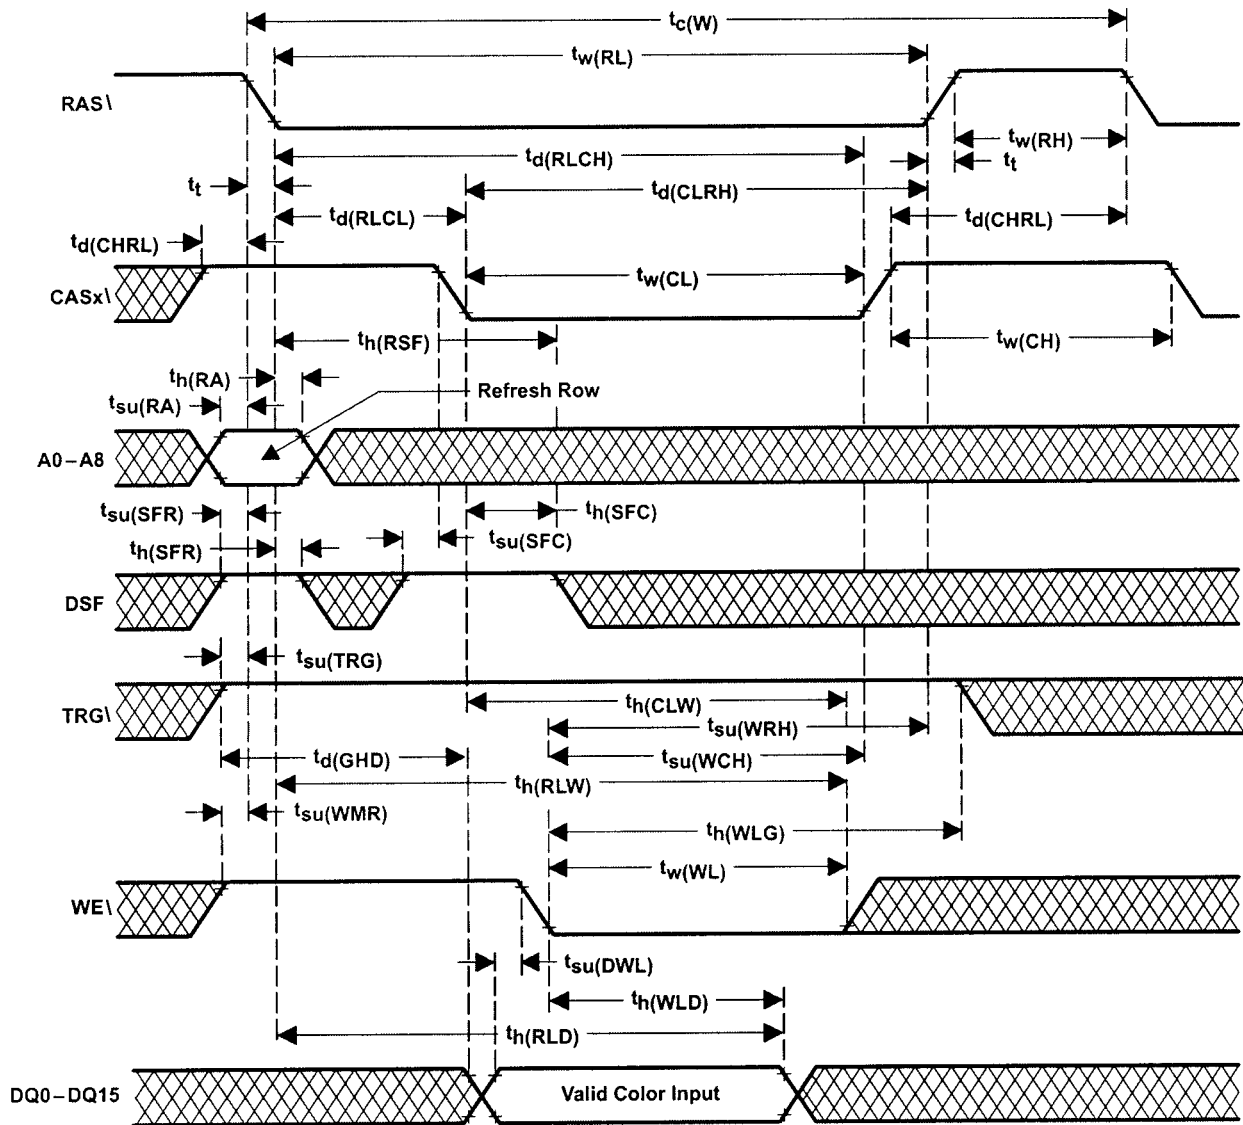 tc(W)
tw(RL)
RAS\
tw(RH)
td(RLCH)
tt
tt
td(CLRH)
td(RLCL)
td(CHRL)
td(CHRL)
tw(CL)
CASx\
th(RSF)
tw(CH)
th(RA)
Refresh Row
tsu(RA)
A0–A8
tsu(SFR)
th(SFC)
tsu(SFC)
th(SFR)
DSF
tsu(TRG)
TRG\
th(CLW)
tsu(WRH)
td(GHD)
tsu(WCH)
th(RLW)
tsu(WMR)
th(WLG)
tw(WL)
WE\
tsu(DWL)
th(WLD)
th(RLD)
DQ0–DQ15
Valid Color Input